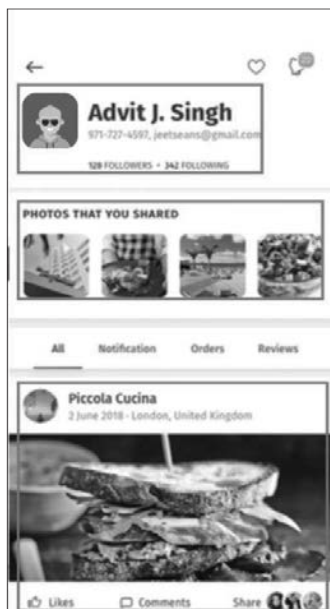 Advit J. Singh
971-727-4597, jeetseans@gmail.com
128 FOLLOWERS • 342 FOLLOWING
PHOTOS THAT YOU SHARED
All Notification Orders Reviews
Piccola Cucina
2 June 2018 - London, United Kingdom
Likes Comments Share